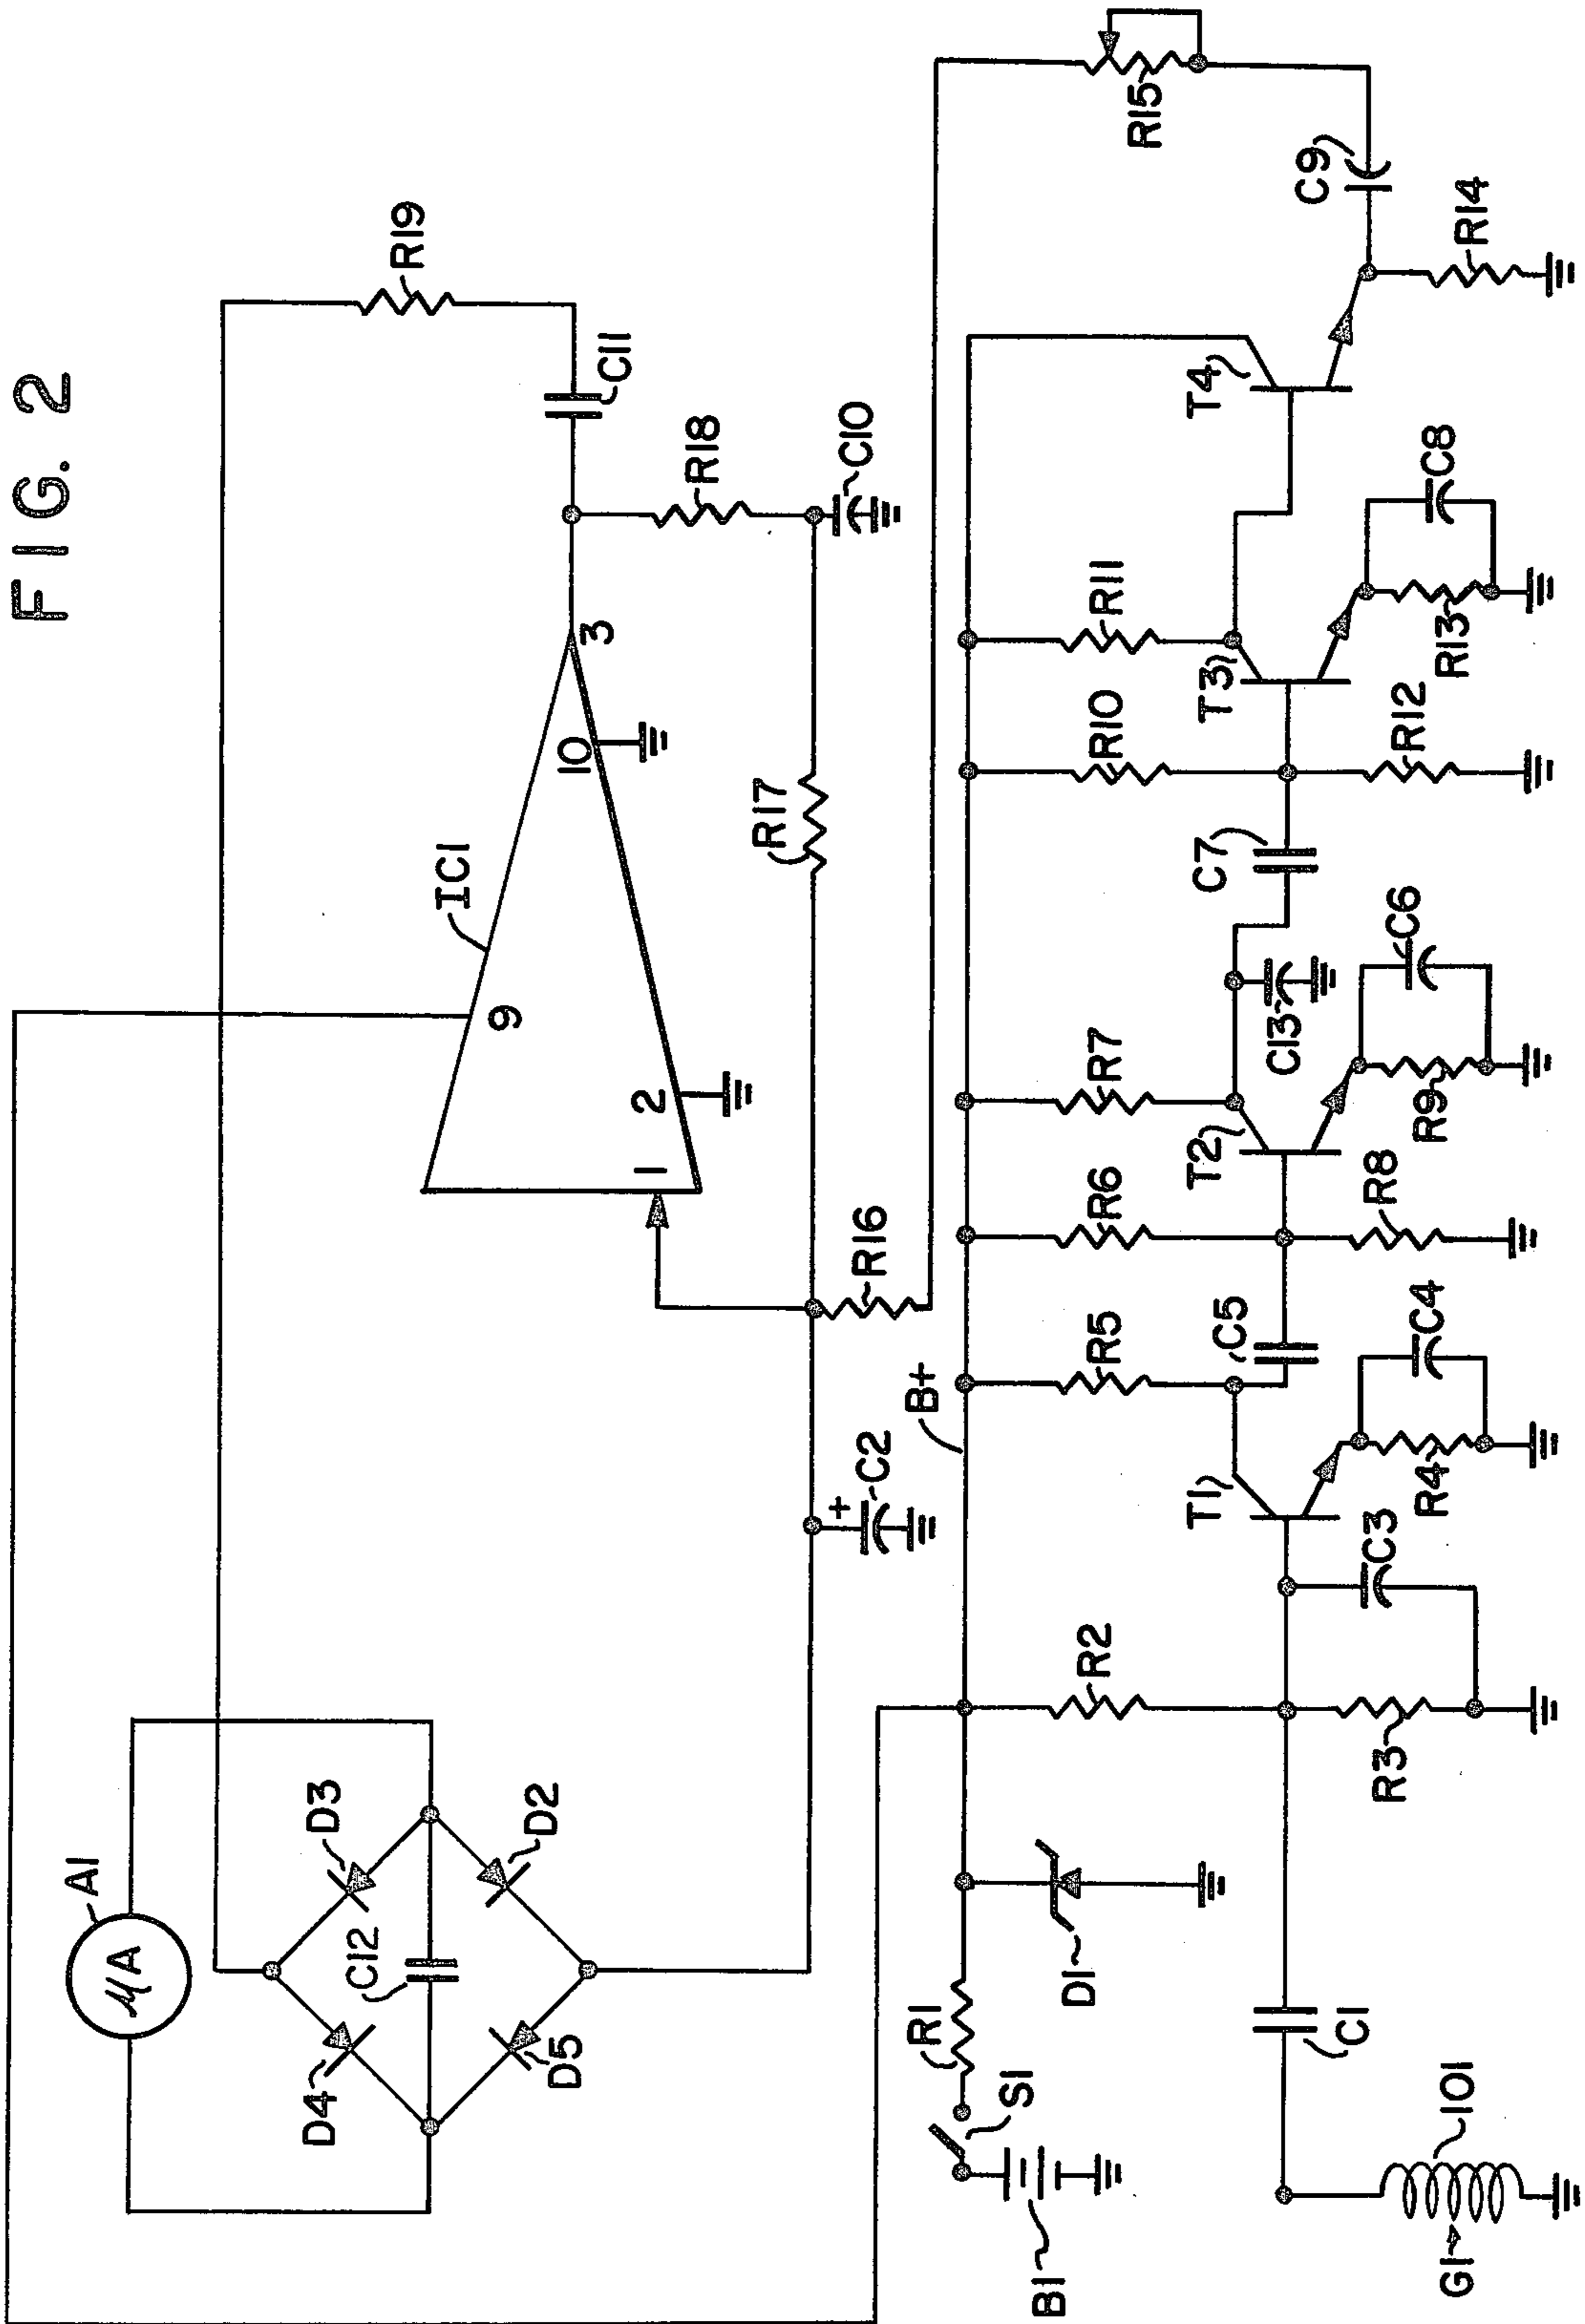 FIG. 2
A1
μA
D3
D4
C12
D2
D5
R19
C11
IC1
9
3
10
1
2
R18
C10
R17
R16
+
C2
B+
R15
C9
R14
T4
R11
R10
T3
C8
R13
R12
C7
R7
C13
C6
T2
R9
R6
R8
R5
C5
C4
T1
R4
C3
R2
R3
R1
D1
S1
B1
C1
G1
101